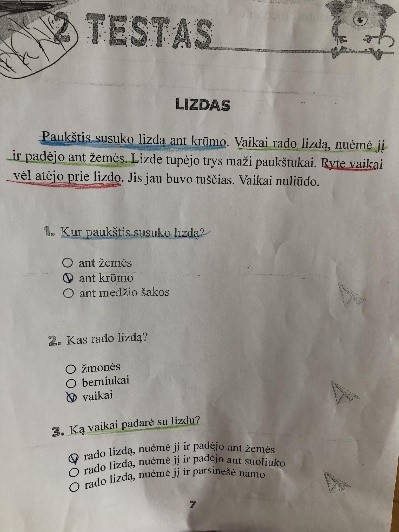 2 TESTAS
LIZDAS
Paukštis susuko lizdą ant krūmo. Vaikai rado lizdą, nuėmė jį
ir padėjo ant žemės. Lizde tupėjo trys maži paukštukai. Ryte vaikai
vėl atėjo prie lizdo. Jis jau buvo tuščias. Vaikai nuliūdo.
1. Kur paukštis susuko lizdą?
ant žemės
ant krūmo
ant medžio šakos
2. Kas rado lizdą?
žmonės
berniukai
vaikai
3. Ką vaikai padarė su lizdu?
rado lizdą, nuėmė jį ir padėjo ant žemės
rado lizdą, nuėmė jį ir padėjo ant suoliuko
rado lizdą, nuėmė jį ir parsinešė namo
7